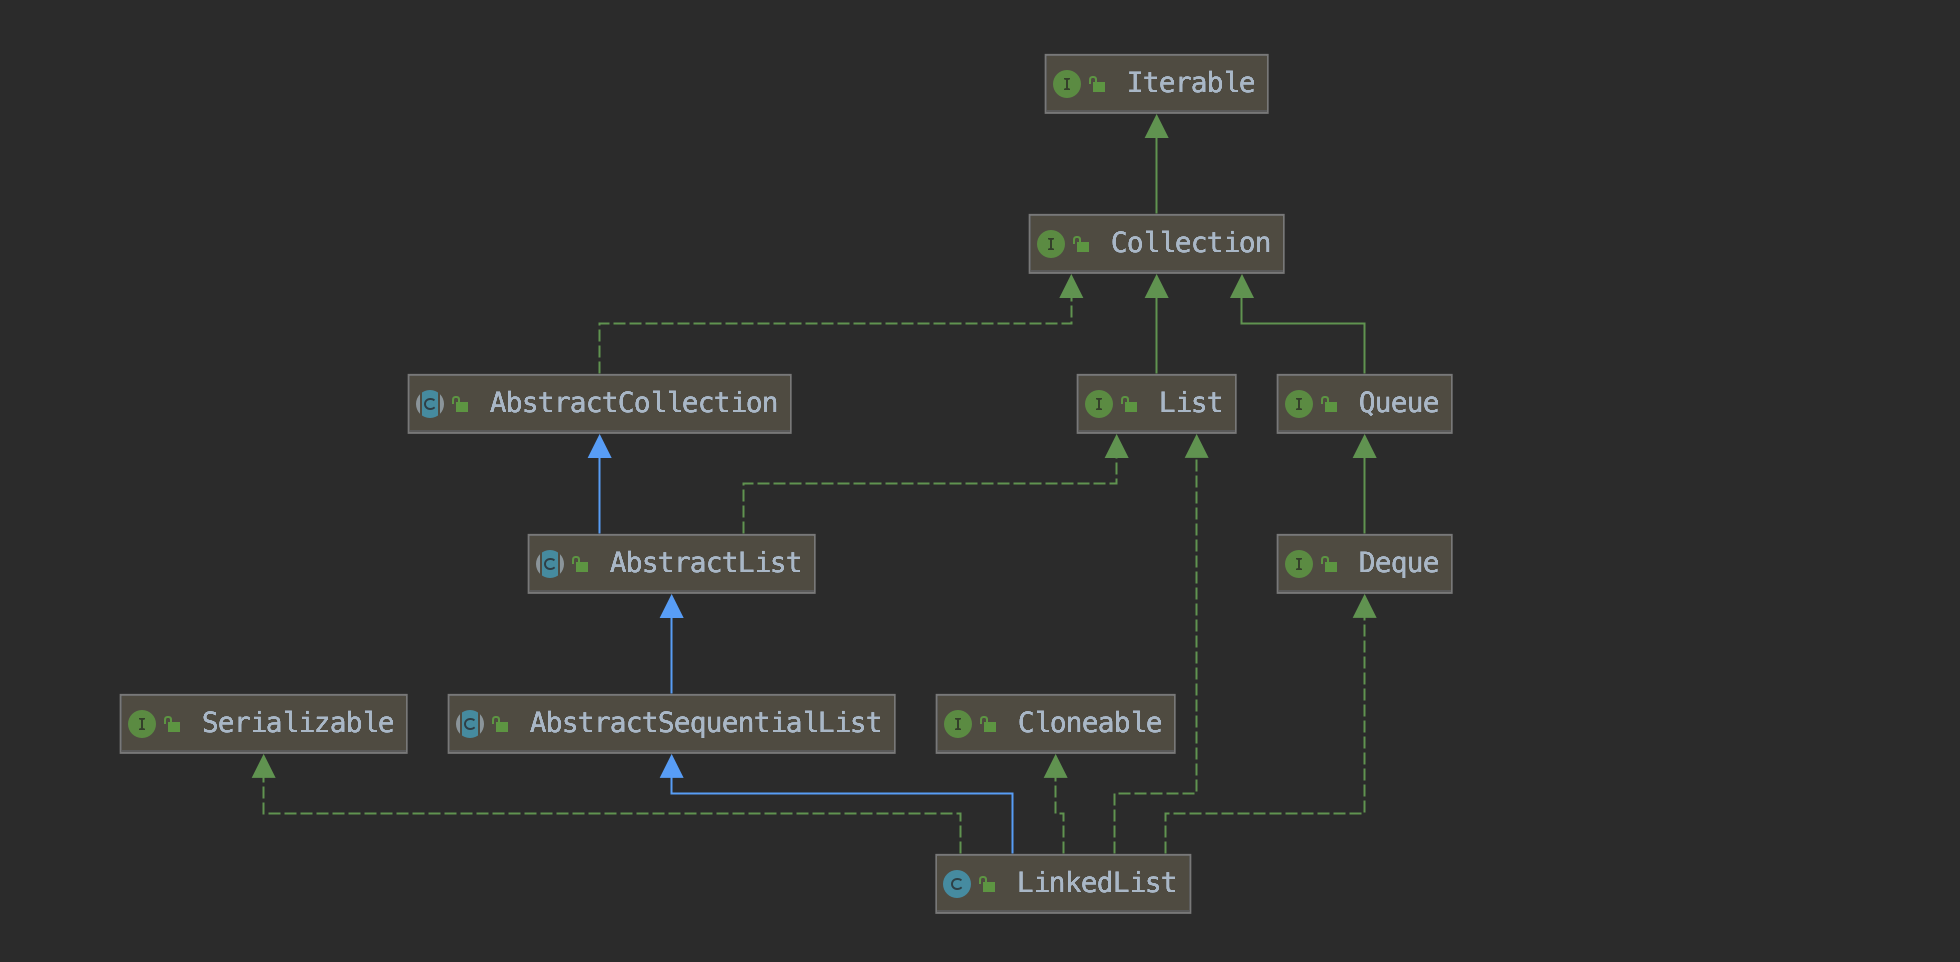 Iterable
Collection
AbstractCollection
List
Queue
AbstractList
Deque
Serializable
AbstractSequentialList
Cloneable
LinkedList